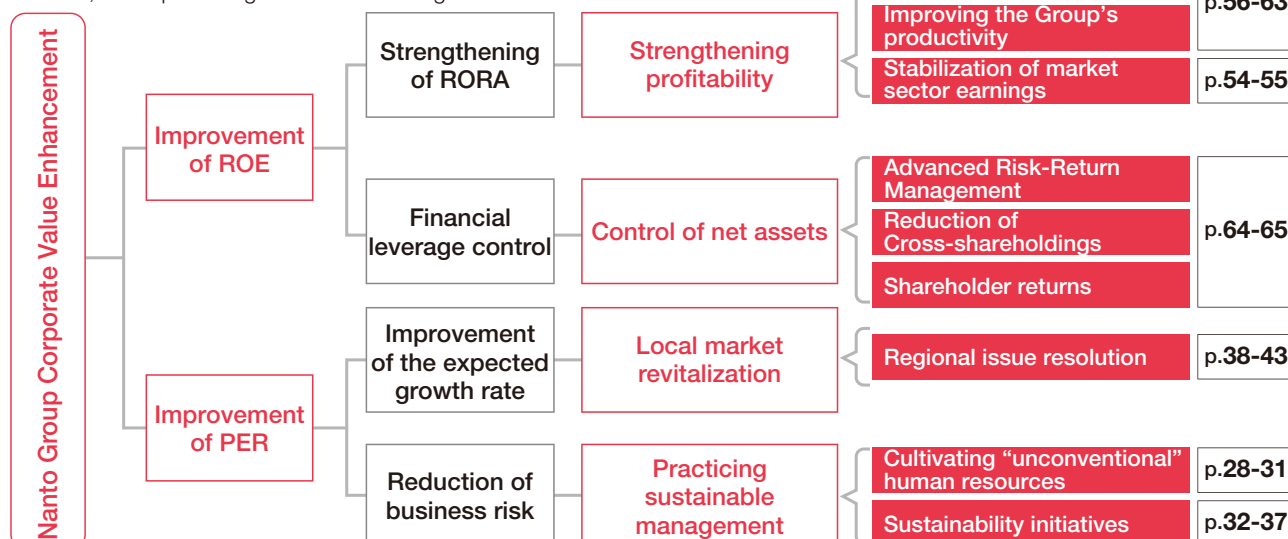 Nanto Group Corporate Value Enhancement
Improvement
of ROE
Strengthening
of RORA
Strengthening
profitability
Improving the Group's
productivity
p.56-63
Stabilization of market
sector earnings
p.54-55
Financial
leverage control
Control of net assets
Advanced Risk-Return
Management
Reduction of
Cross-shareholdings
Shareholder returns
p.64-65
Improvement
of PER
Improvement
of the expected
growth rate
Local market
revitalization
Regional issue resolution
p.38-43
Reduction of
business risk
Practicing
sustainable
management
Cultivating “unconventional”
human resources
p.28-31
Sustainability initiatives
p.32-37